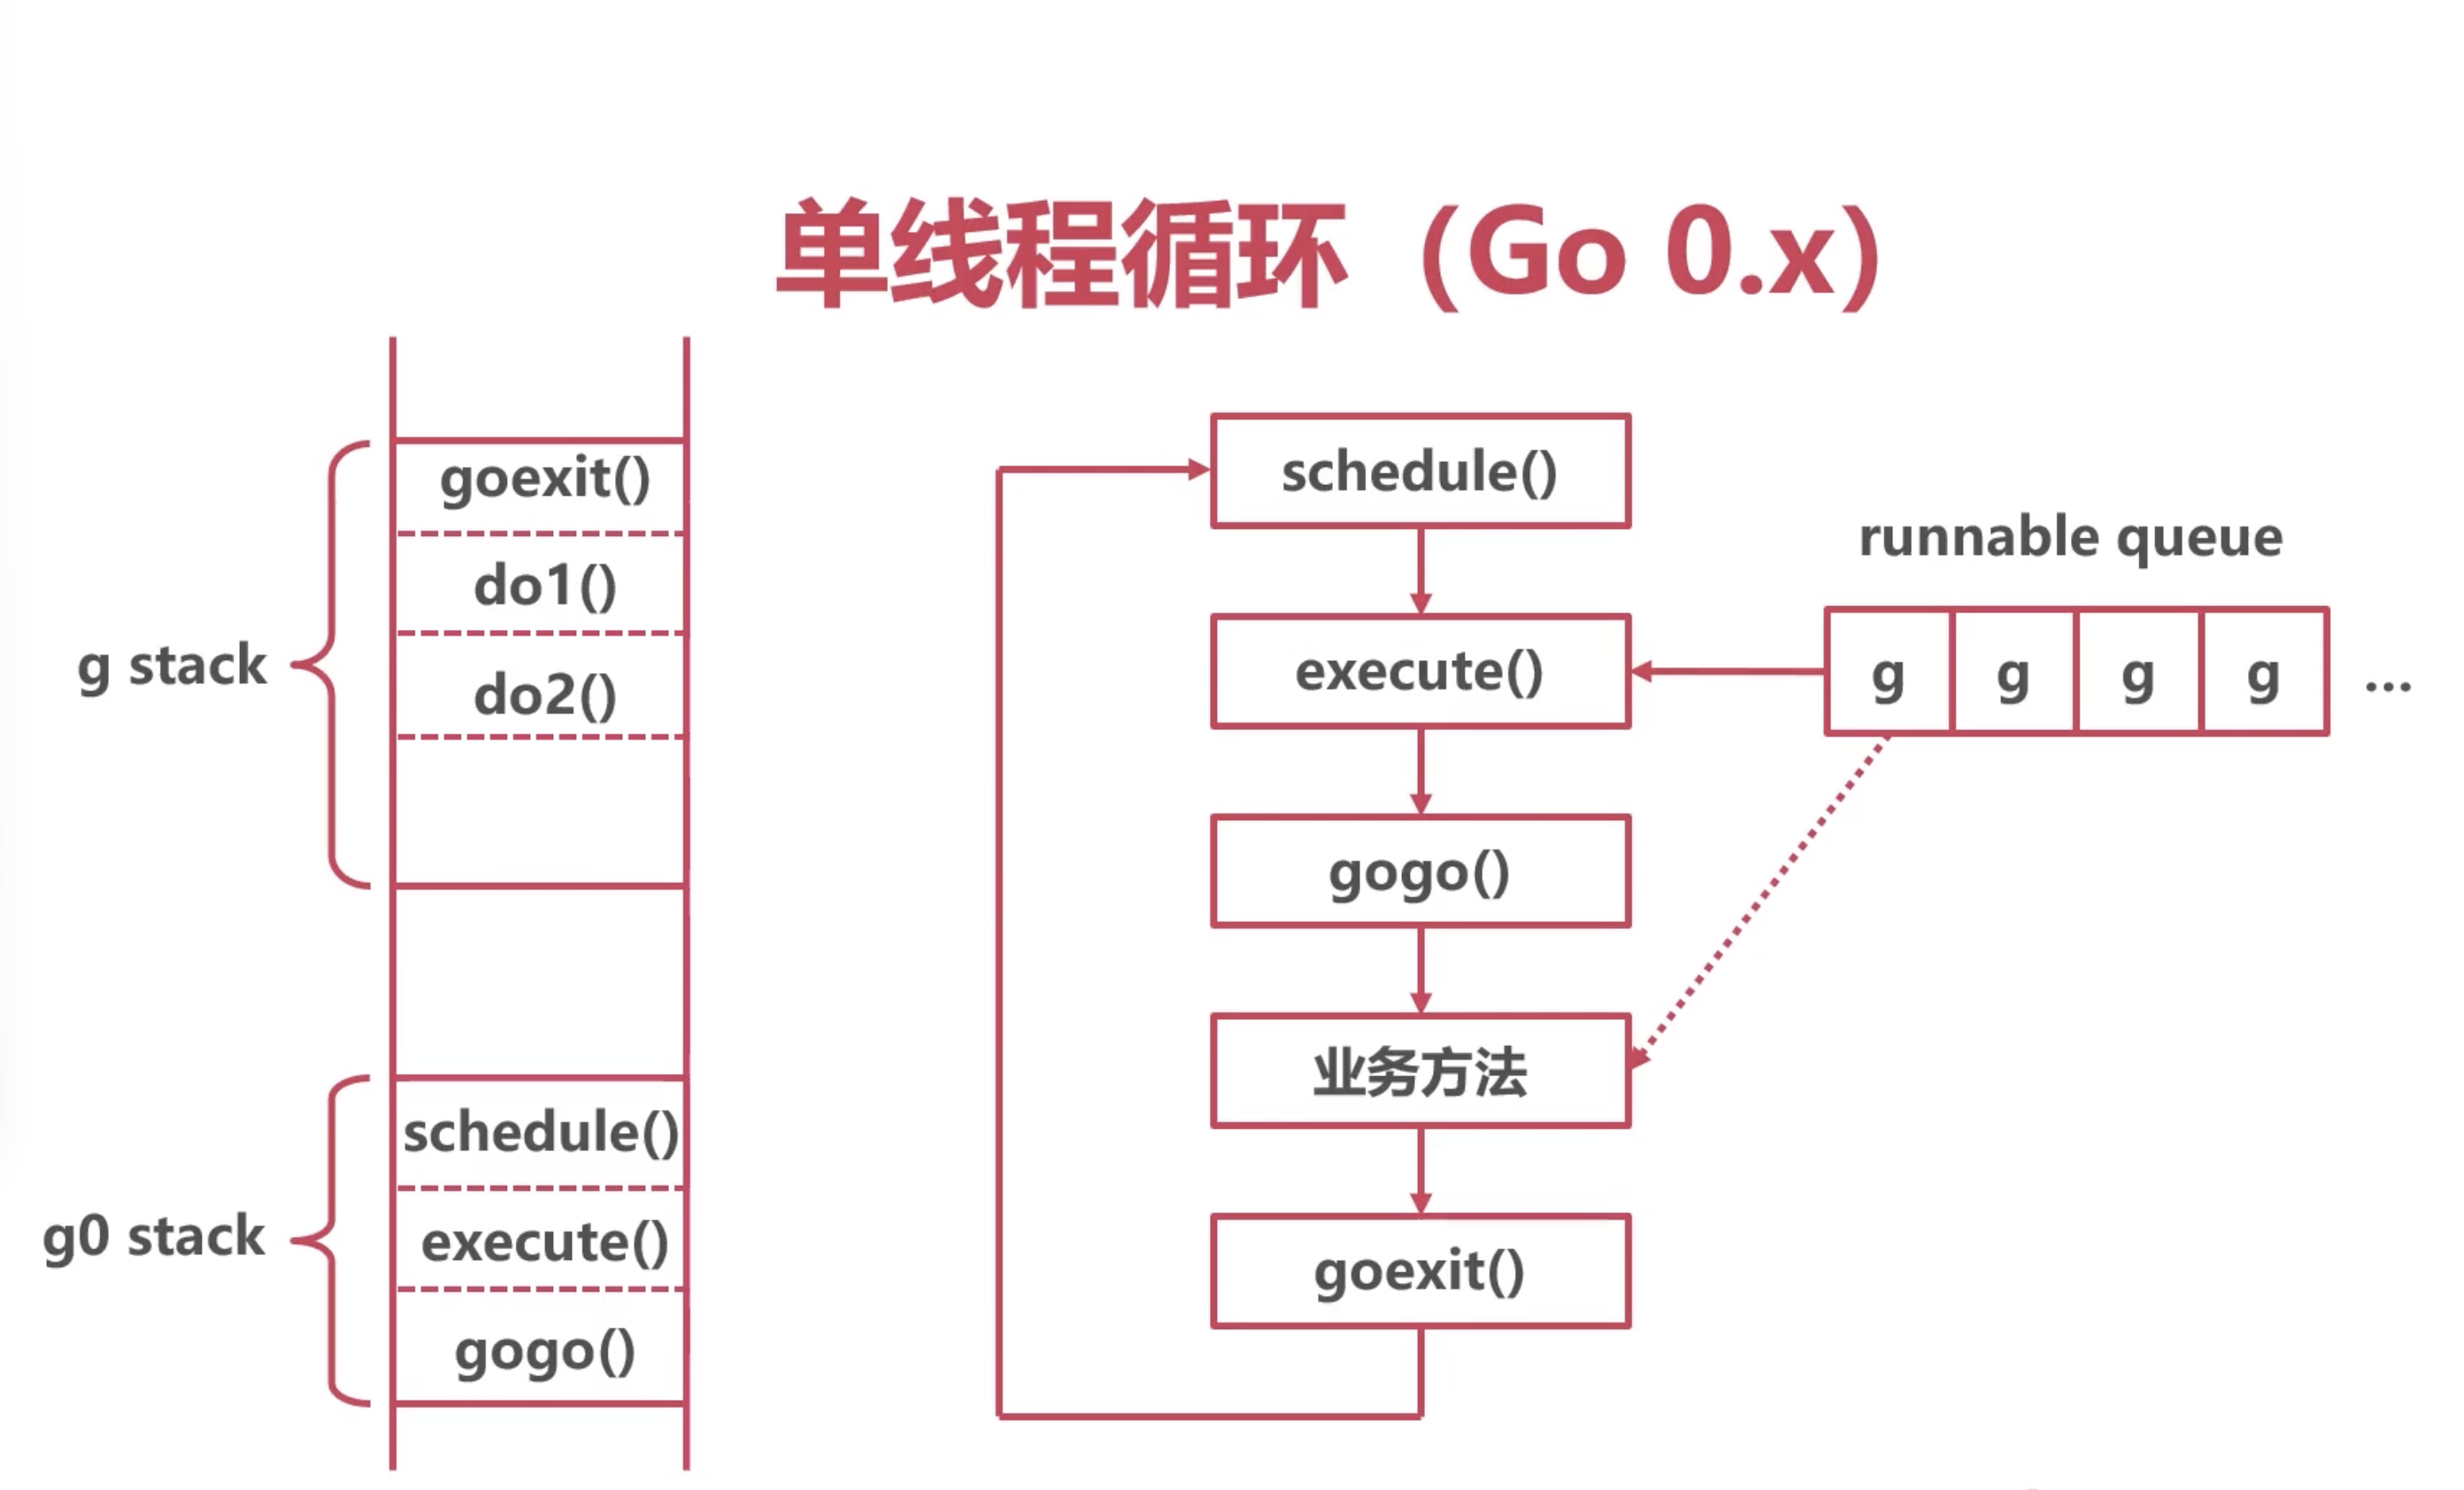 单线程循环（Go 0.x)
g stack
goexit()
do1()
do2()
g0 stack
schedule()
execute()
gogo()
schedule()
execute()
gogo()
业务方法
goexit()
runnable queue
g g g g ...